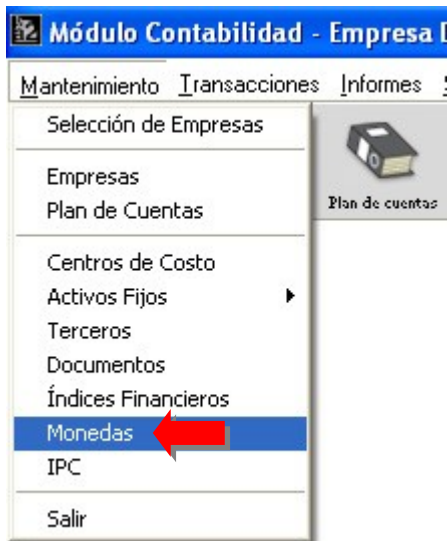 Módulo Contabilidad - Empresa
Mantenimiento Transacciones Informes
Selección de Empresas
Plan de cuentas
Empresas
Plan de Cuentas
Centros de Costo
Activos Fijos
Terceros
Documentos
Índices Financieros
Monedas
IPC
Salir